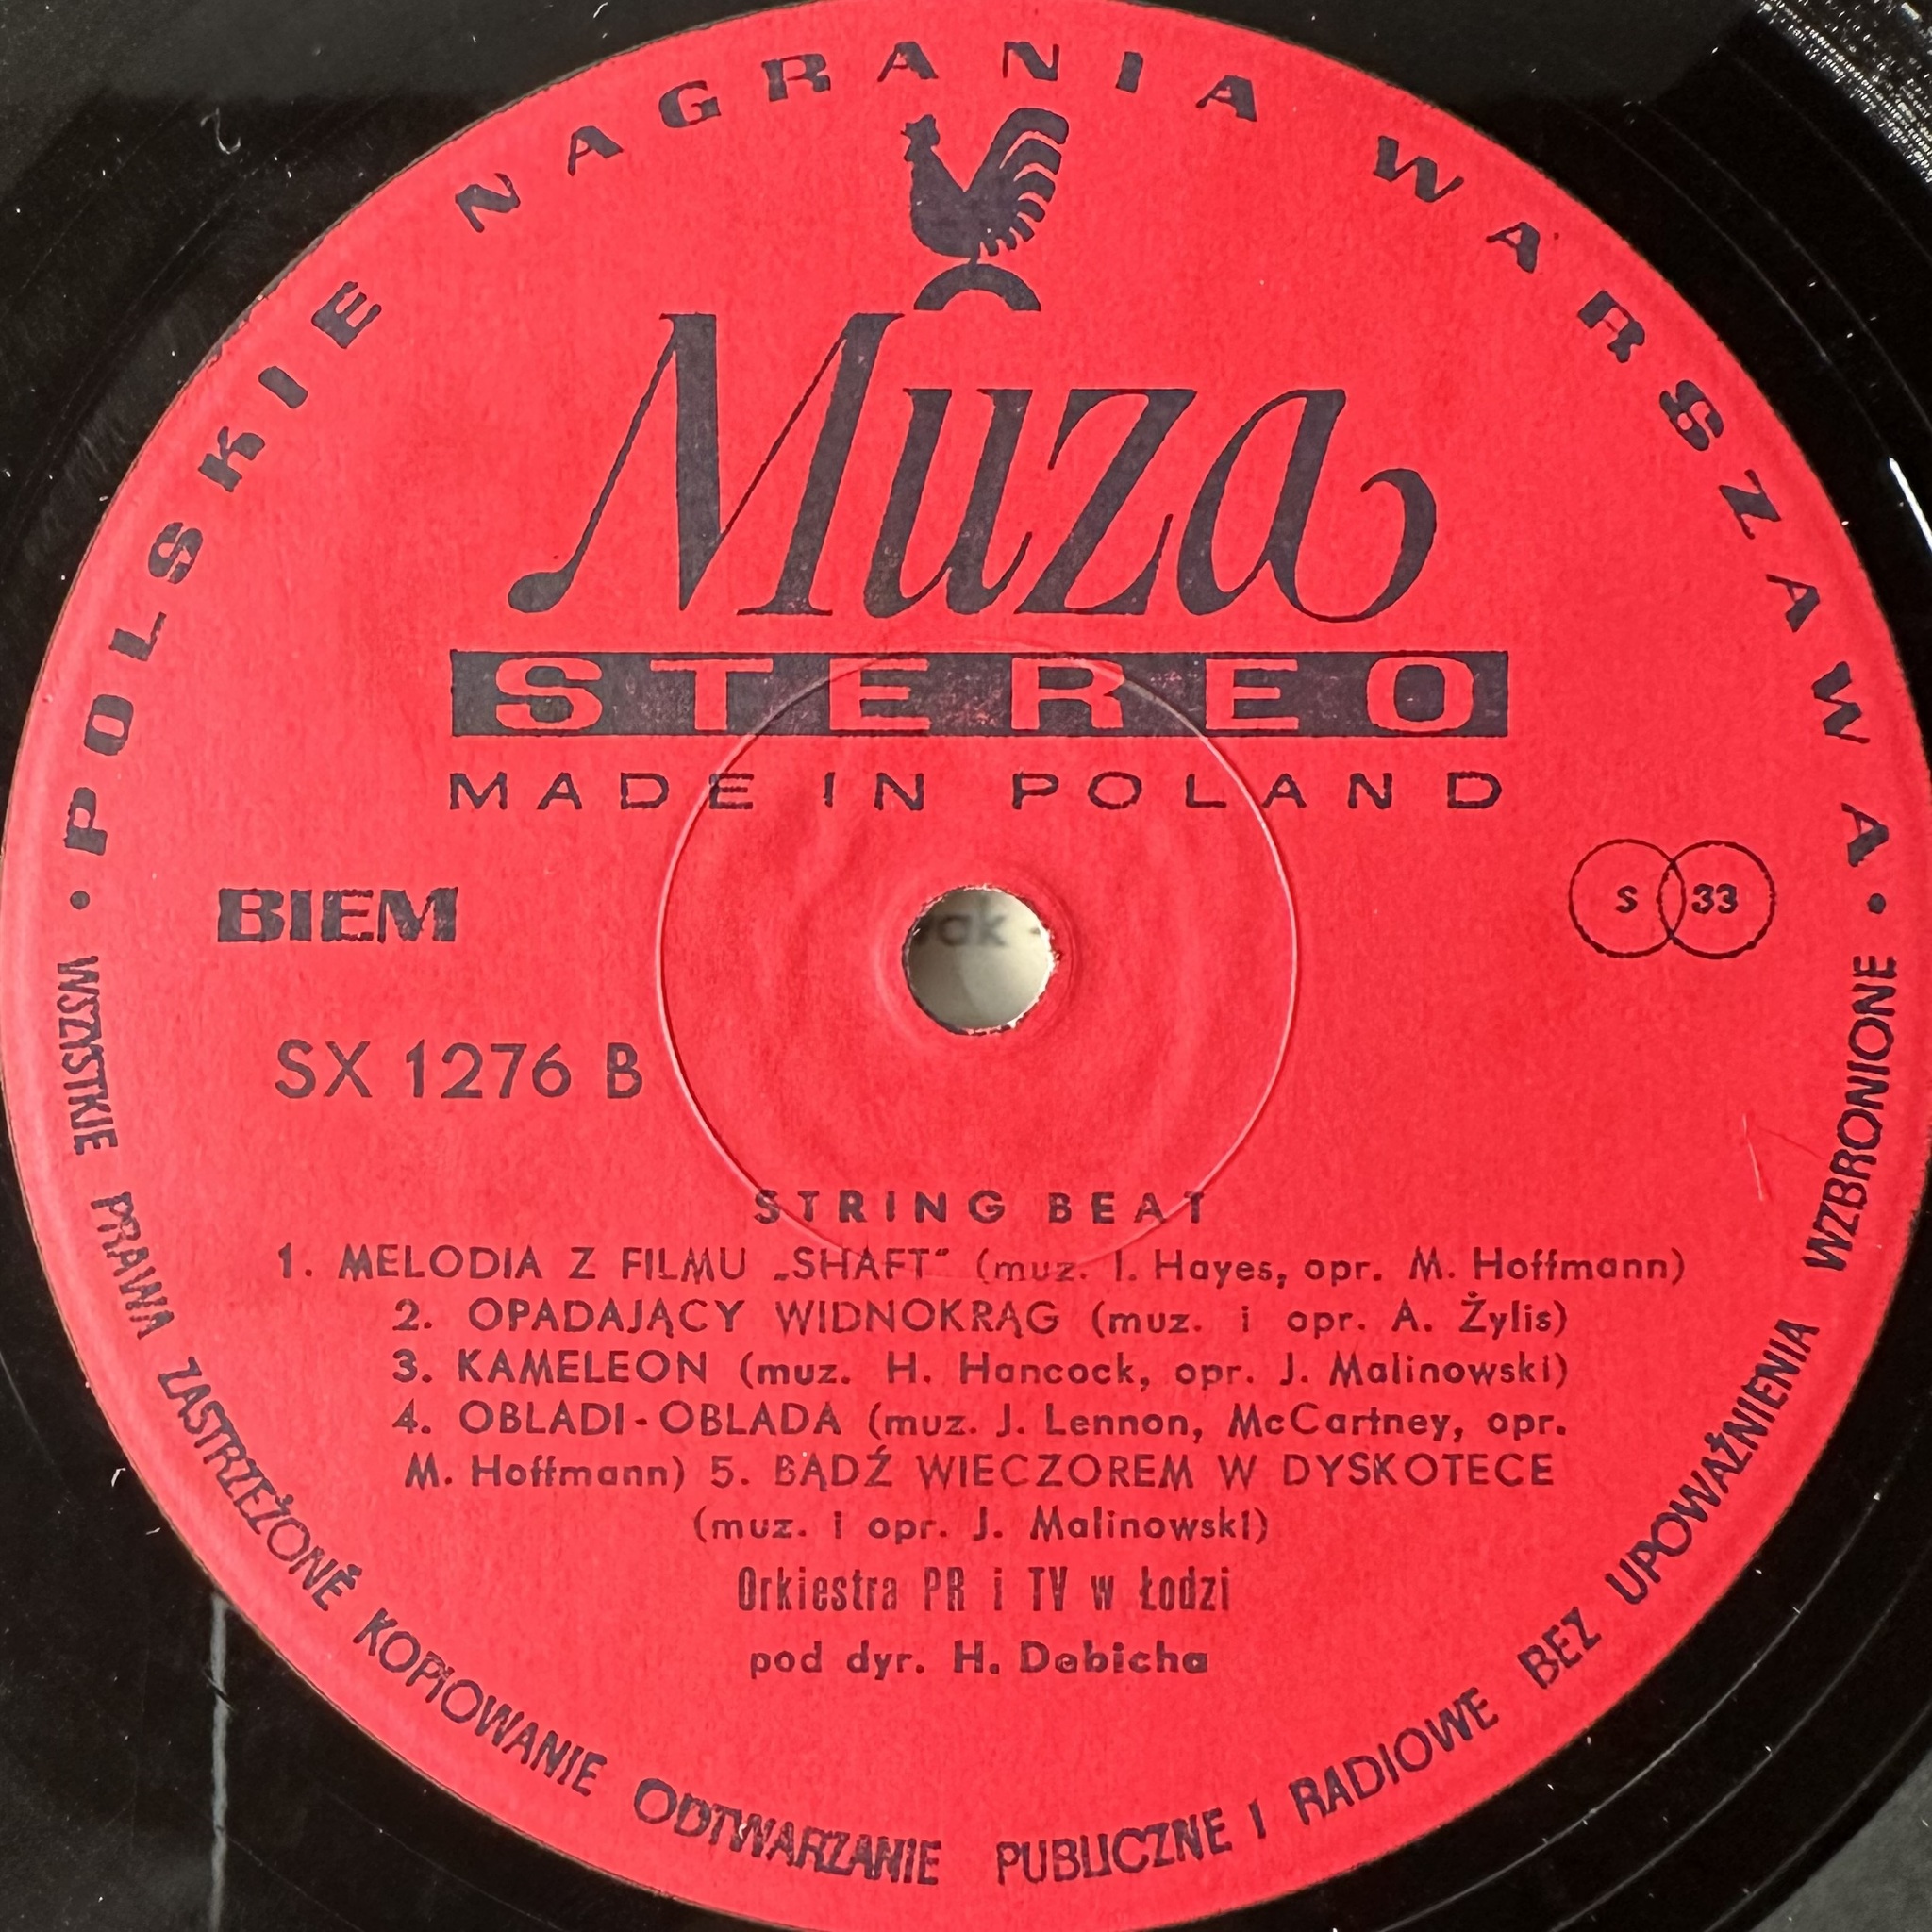 POLSKIE NAGRANIA WARSZAWA
Muza
STEREO
MADE IN POLAND
BIEM
S 33
SX 1276 B
STRING BEAT
1. MELODIA Z FILMU „SHAFT" (muz. I. Hayes, opr. M. Hoffmann)
2. OPADAJĄCY WIDNOKRĄG (muz. i opr. A. Żylis)
3. KAMELEON (muz. H. Hancock, opr. J. Malinowski)
4. OBLADI-OBLADA (muz. J. Lennon, McCartney, opr.
M. Hoffmann) 5. BĄDŹ WIECZOREM W DYSKOTECE
(muz. i opr. J. Malinowski)
Orkiestra PR i TV w Łodzi
pod dyr. H. Debicha
• WSZYSTKIE PRAWA ZASTRZEŻONE KOPIOWANIE ODTWARZANIE PUBLICZNE I RADIOWE BEZ UPOWAŻNIENIA WZBRONIONE •